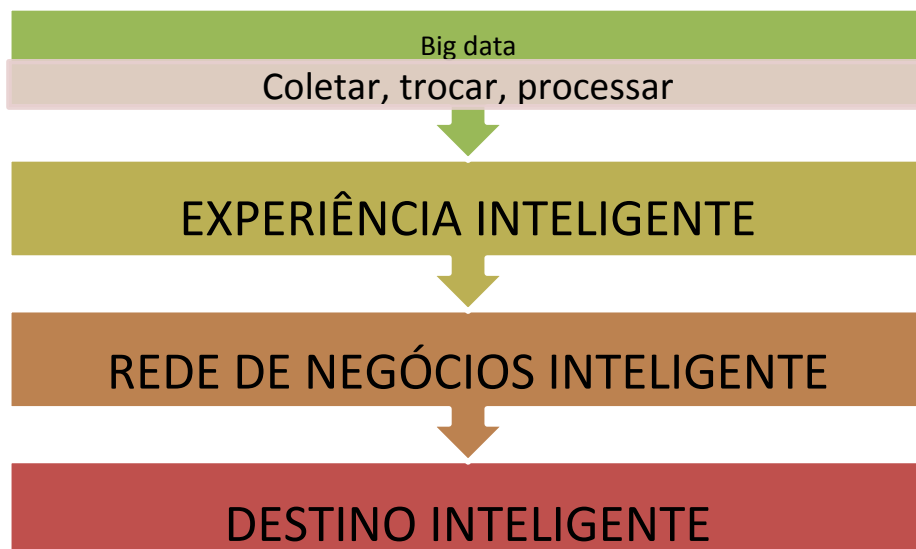 Big data
Coletar, trocar, processar
EXPERIÊNCIA INTELIGENTE
REDE DE NEGÓCIOS INTELIGENTE
DESTINO INTELIGENTE